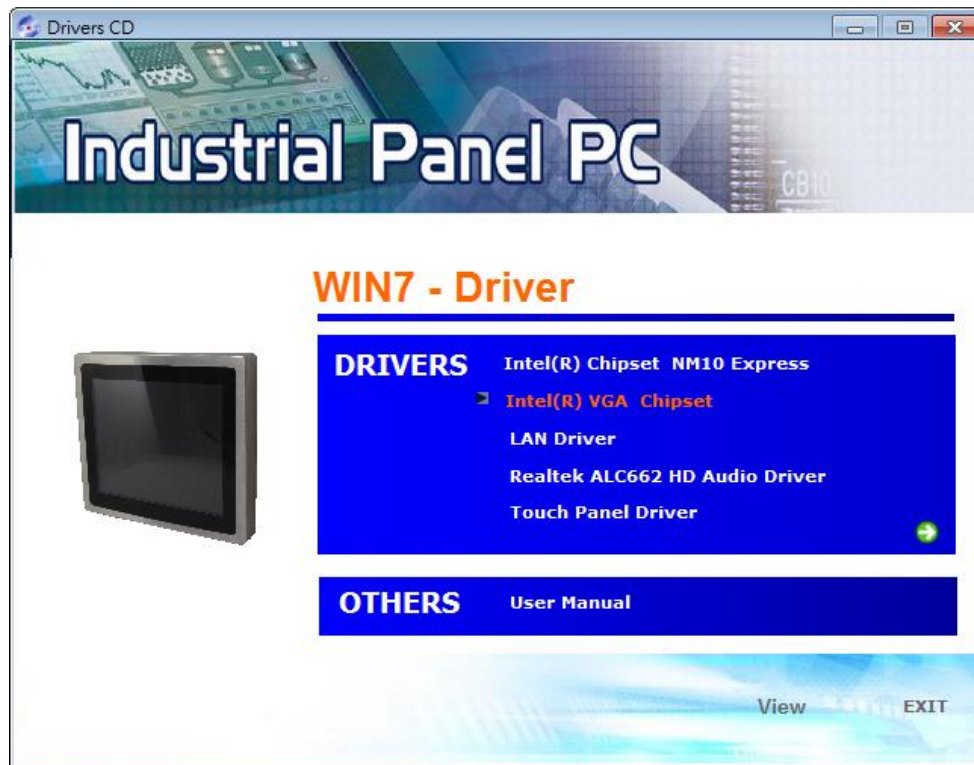 Drivers CD
Industrial Panel PC
CB10
WIN7 - Driver
DRIVERS
Intel(R) Chipset NM10 Express
Intel(R) VGA Chipset
LAN Driver
Realtek ALC662 HD Audio Driver
Touch Panel Driver
OTHERS
User Manual
View
EXIT